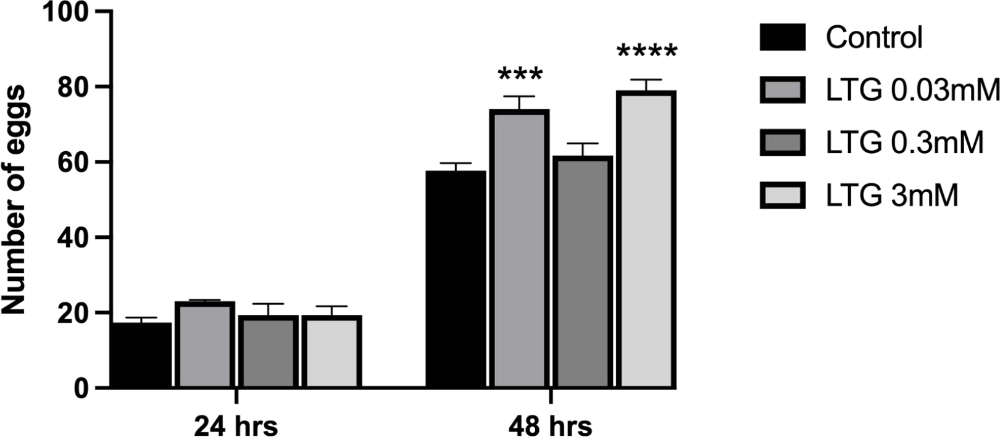 Number of eggs
100
80
60
40
20
0
***
****
24 hrs
48 hrs
Control
LTG 0.03mM
LTG 0.3mM
LTG 3mM